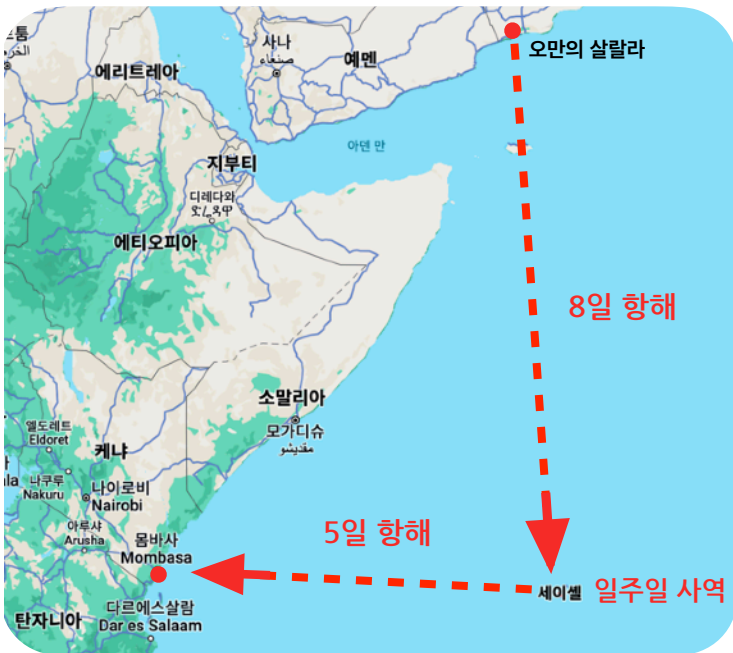 사나
صنعاء
예멘
오만의 살랄라
에리트레아
아덴 만
지부티
디레다와
ድሬዳዋ
에티오피아
8일 항해
소말리아
모가디슈
مقديشو
엘도레트
Eldoret
케냐
나쿠루
Nakuru
나이로비
Nairobi
아루샤
Arusha
몸바사
Mombasa
5일 항해
세이셸
일주일 사역
다르에스살람
Dar es Salaam
탄자니아